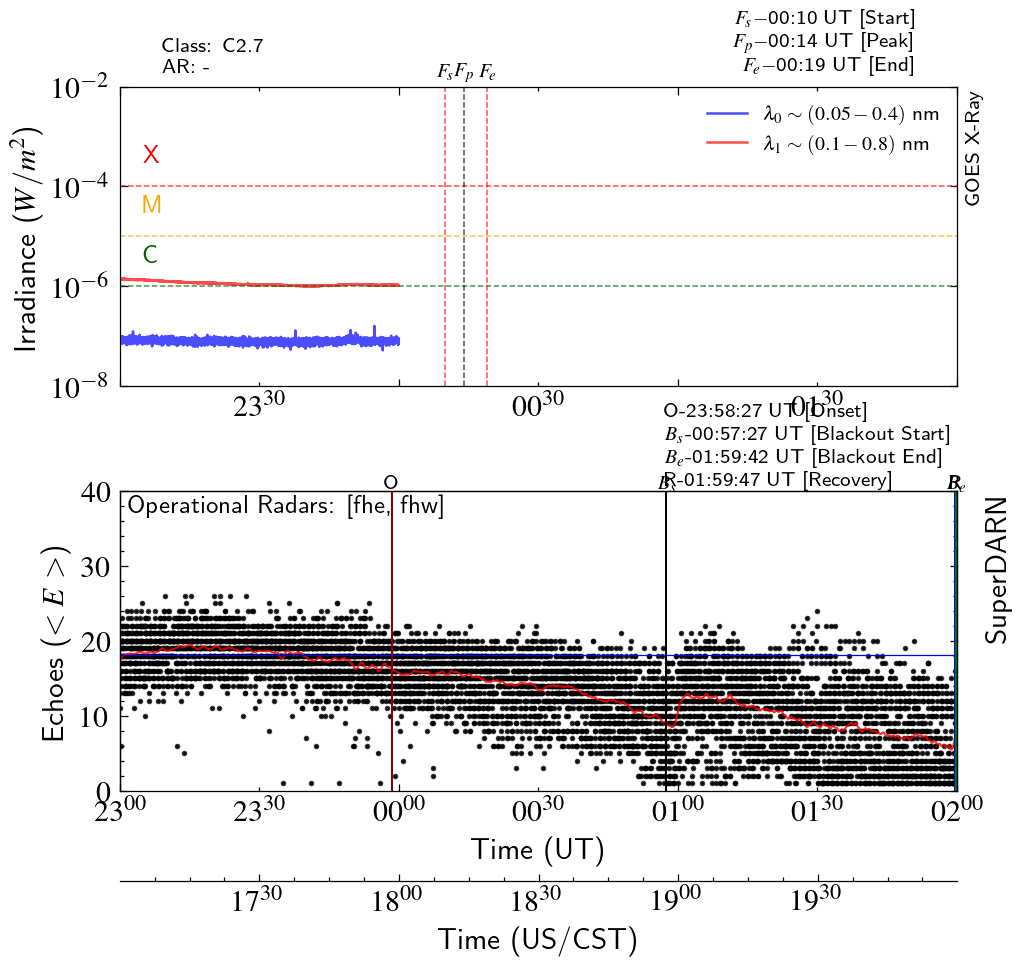 Class: C2.7
AR: -
F_s−00:10 UT [Start]
F_p−00:14 UT [Peak]
F_e−00:19 UT [End]
F_s F_p F_e
Irradiance (W/m^2)
10^−2
10^−4
10^−6
10^−8
X
M
C
λ_0 ∼ (0.05 − 0.4) nm
λ_1 ∼ (0.1 − 0.8) nm
GOES X-Ray
23^30 00^30 01^30
O-23:58:27 UT [Onset]
B_s-00:57:27 UT [Blackout Start]
B_e-01:59:42 UT [Blackout End]
R-01:59:47 UT [Recovery]
O B_s B_e
Operational Radars: [fhe, fhw]
Echoes (< E >)
40
30
20
10
0
SuperDARN
23^00 23^30 00^00 00^30 01^00 01^30 02^00
Time (UT)
17^30 18^00 18^30 19^00 19^30
Time (US/CST)